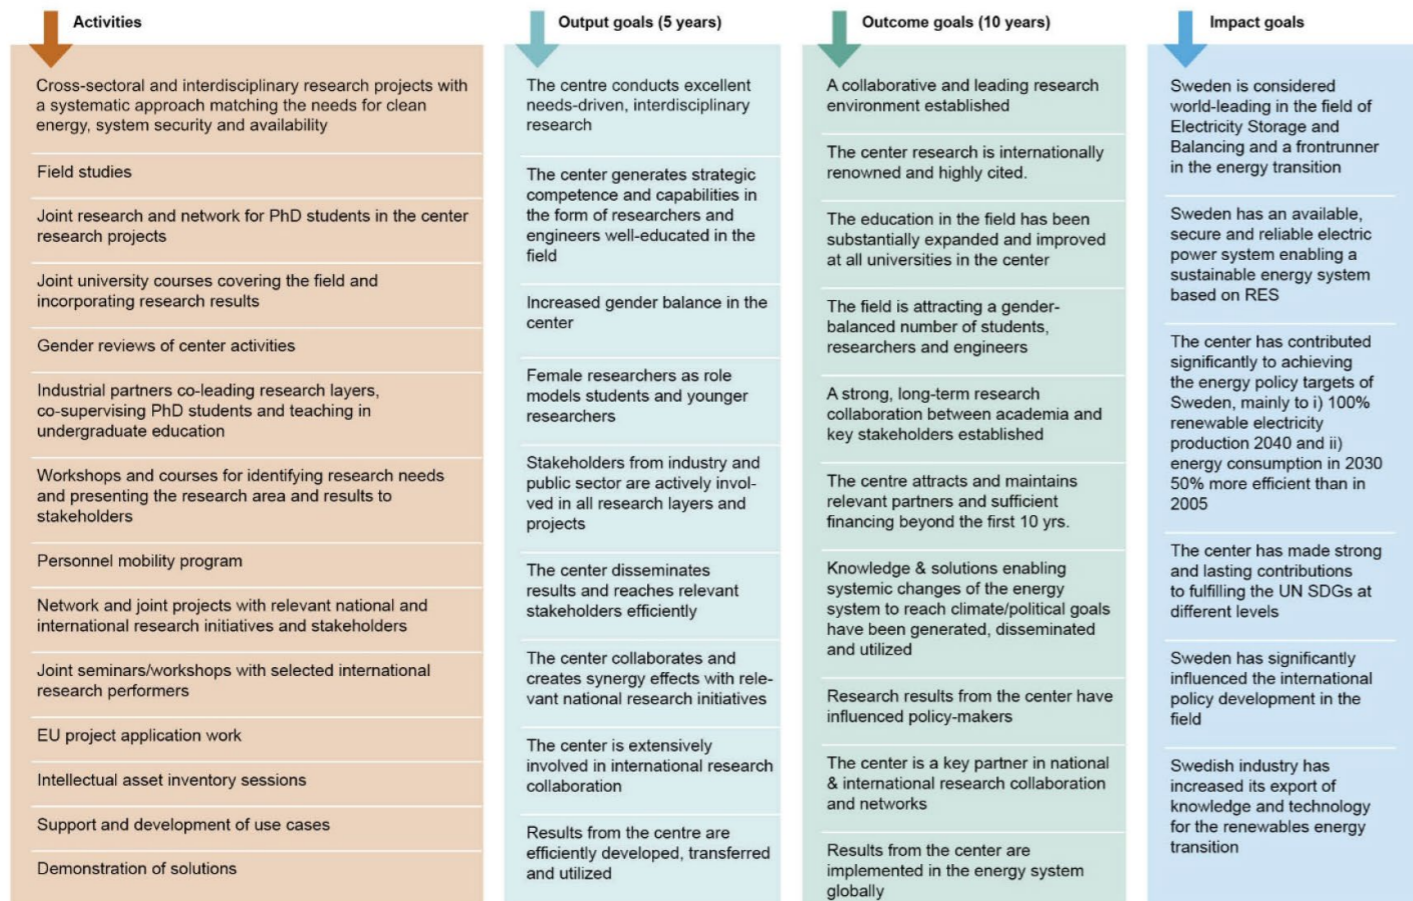 Activities
Cross-sectoral and interdisciplinary research projects with
a systematic approach matching the needs for clean
energy, system security and availability
Field studies
Joint research and network for PhD students in the center
research projects
Joint university courses covering the field and
incorporating research results
Gender reviews of center activities
Industrial partners co-leading research layers,
co-supervising PhD students and teaching in
undergraduate education
Workshops and courses for identifying research needs
and presenting the research area and results to
stakeholders
Personnel mobility program
Network and joint projects with relevant national and
international research initiatives and stakeholders
Joint seminars/workshops with selected international
research performers
EU project application work
Intellectual asset inventory sessions
Support and development of use cases
Demonstration of solutions
Output goals (5 years)
The centre conducts excellent
needs-driven, interdisciplinary
research
The center generates strategic
competence and capabilities in
the form of researchers and
engineers well-educated in the
field
Increased gender balance in the
center
Female researchers as role
models students and younger
researchers
Stakeholders from industry and
public sector are actively invol-
ved in all research layers and
projects
The center disseminates
results and reaches relevant
stakeholders efficiently
The center collaborates and
creates synergy effects with rele-
vant national research initiatives
The center is extensively
involved in international research
collaboration
Results from the centre are
efficiently developed, transferred
and utilized
Outcome goals (10 years)
A collaborative and leading research
environment established
The center research is internationally
renowned and highly cited.
The education in the field has been
substantially expanded and improved
at all universities in the center
The field is attracting a gender-
balanced number of students,
researchers and engineers
A strong, long-term research
collaboration between academia and
key stakeholders established
The centre attracts and maintains
relevant partners and sufficient
financing beyond the first 10 yrs.
Knowledge & solutions enabling
systemic changes of the energy
system to reach climate/political goals
have been generated, disseminated
and utilized
Research results from the center have
influenced policy-makers
The center is a key partner in national
& international research collaboration
and networks
Results from the center are
implemented in the energy system
globally
Impact goals
Sweden is considered
world-leading in the field of
Electricity Storage and
Balancing and a frontrunner
in the energy transition
Sweden has an available,
secure and reliable electric
power system enabling a
sustainable energy system
based on RES
The center has contributed
significantly to achieving
the energy policy targets of
Sweden, mainly to i) 100%
renewable electricity
production 2040 and ii)
energy consumption in 2030
50% more efficient than in
2005
The center has made strong
and lasting contributions
to fulfilling the UN SDGs at
different levels
Sweden has significantly
influenced the international
policy development in the
field
Swedish industry has
increased its export of
knowledge and technology
for the renewables energy
transition